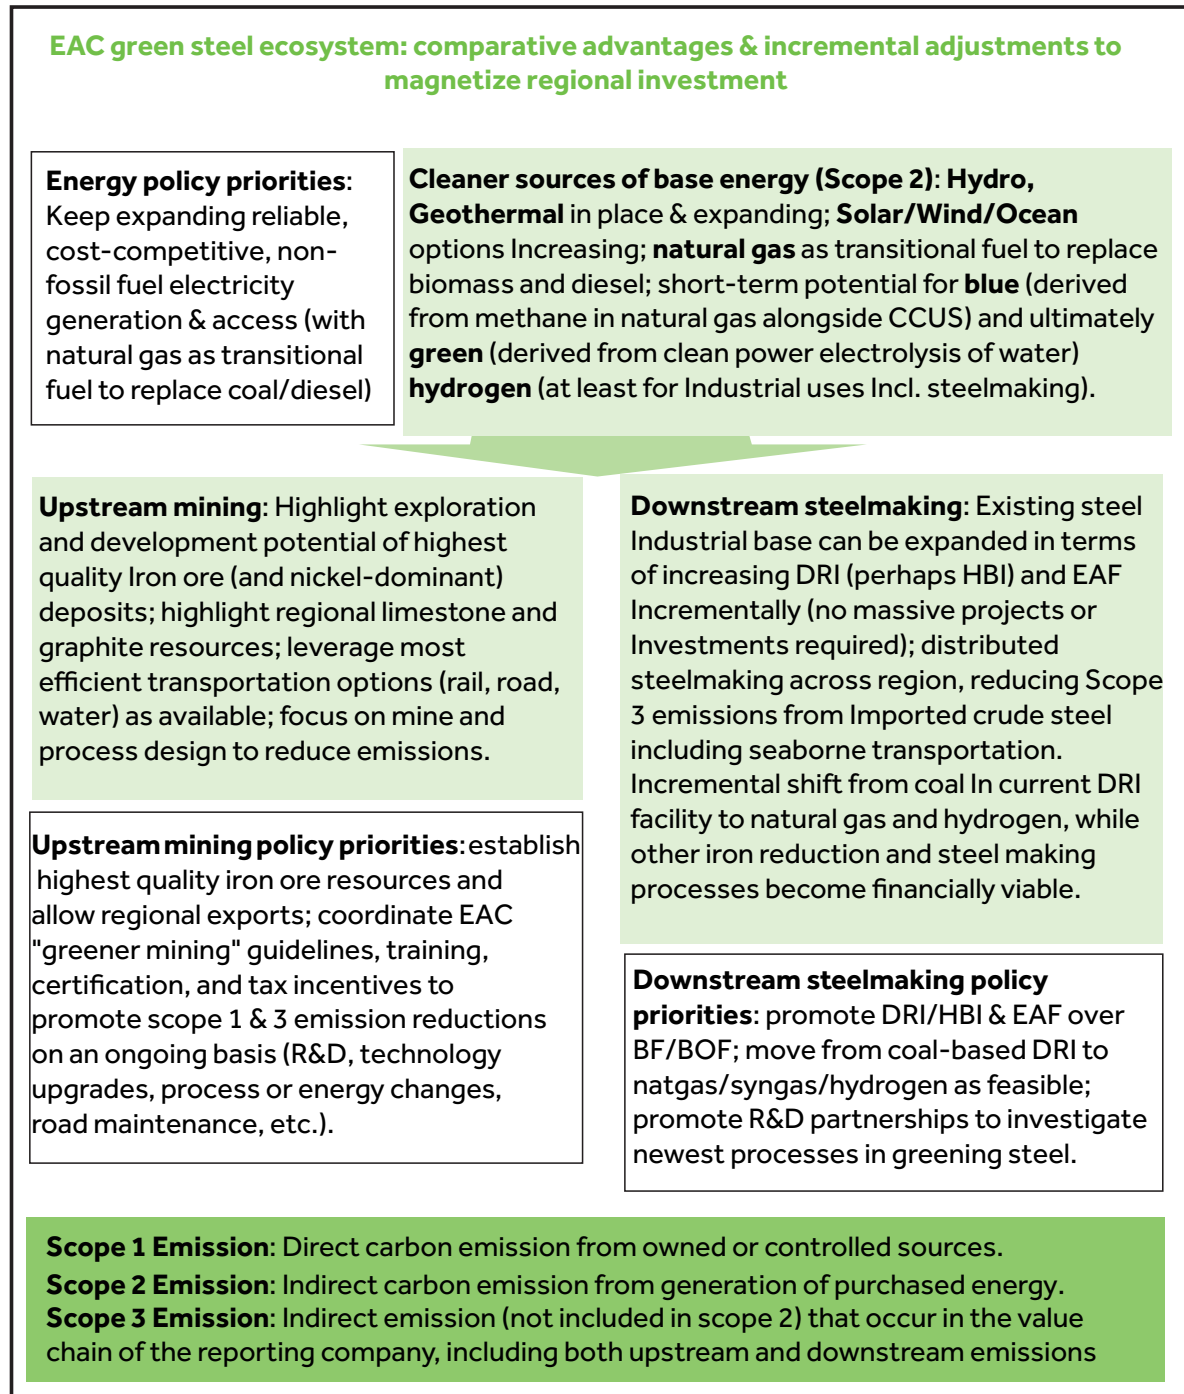 EAC green steel ecosystem: comparative advantages & incremental adjustments to
magnetize regional investment
Energy policy priorities:
Keep expanding reliable,
cost-competitive, non-
fossil fuel electricity
generation & access (with
natural gas as transitional
fuel to replace coal/diesel)
Cleaner sources of base energy (Scope 2): Hydro,
Geothermal in place & expanding; Solar/Wind/Ocean
options Increasing; natural gas as transitional fuel to replace
biomass and diesel; short-term potential for blue (derived
from methane in natural gas alongside CCUS) and ultimately
green (derived from clean power electrolysis of water)
hydrogen (at least for Industrial uses Incl. steelmaking).
Upstream mining: Highlight exploration
and development potential of highest
quality Iron ore (and nickel-dominant)
deposits; highlight regional limestone and
graphite resources; leverage most
efficient transportation options (rail, road,
water) as available; focus on mine and
process design to reduce emissions.
Upstream mining policy priorities: establish
highest quality iron ore resources and
allow regional exports; coordinate EAC
"greener mining" guidelines, training,
certification, and tax incentives to
promote scope 1 & 3 emission reductions
on an ongoing basis (R&D, technology
upgrades, process or energy changes,
road maintenance, etc.).
Downstream steelmaking: Existing steel
Industrial base can be expanded in terms
of increasing DRI (perhaps HBI) and EAF
Incrementally (no massive projects or
Investments required); distributed
steelmaking across region, reducing Scope
3 emissions from Imported crude steel
including seaborne transportation.
Incremental shift from coal In current DRI
facility to natural gas and hydrogen, while
other iron reduction and steel making
processes become financially viable.
Downstream steelmaking policy
priorities: promote DRI/HBI & EAF over
BF/BOF; move from coal-based DRI to
natgas/syngas/hydrogen as feasible;
promote R&D partnerships to investigate
newest processes in greening steel.
Scope 1 Emission: Direct carbon emission from owned or controlled sources.
Scope 2 Emission: Indirect carbon emission from generation of purchased energy.
Scope 3 Emission: Indirect emission (not included in scope 2) that occur in the value
chain of the reporting company, including both upstream and downstream emissions